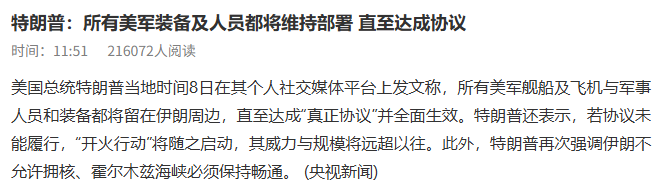 特朗普：所有美军装备及人员都将维持部署 直至达成协议
时间：11:51 216072人阅读
美国总统特朗普当地时间8日在其个人社交媒体平台上发文称，所有美军舰船及飞机与军事
人员和装备都将留在伊朗周边，直至达成“真正协议”并全面生效。特朗普还表示，若协议未
能履行，“开火行动”将随之启动，其威力与规模将远超以往。此外，特朗普再次强调伊朗不
允许拥核、霍尔木兹海峡必须保持畅通。 (央视新闻)